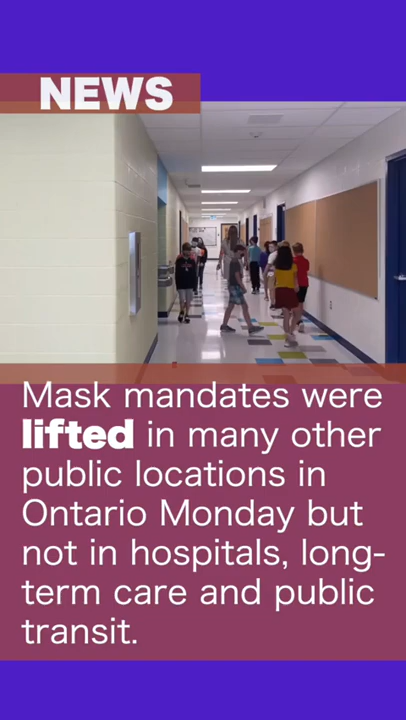 NEWS
Mask mandates were
lifted in many other
public locations in
Ontario Monday but
not in hospitals, long-
term care and public
transit.